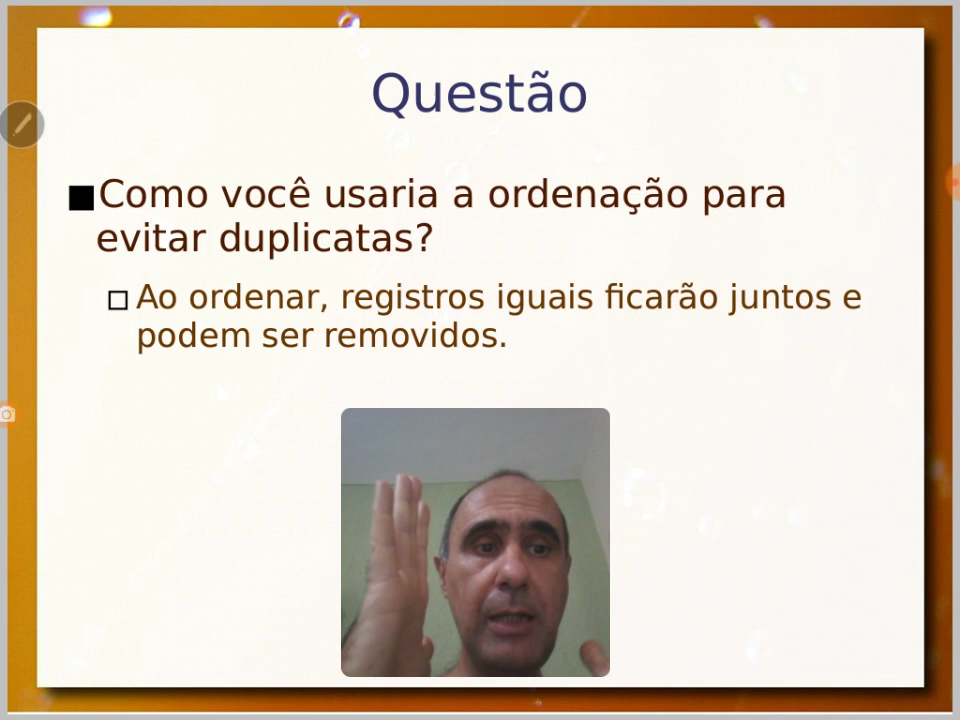 Questão
Como você usaria a ordenação para
evitar duplicatas?
Ao ordenar, registros iguais ficarão juntos e
podem ser removidos.